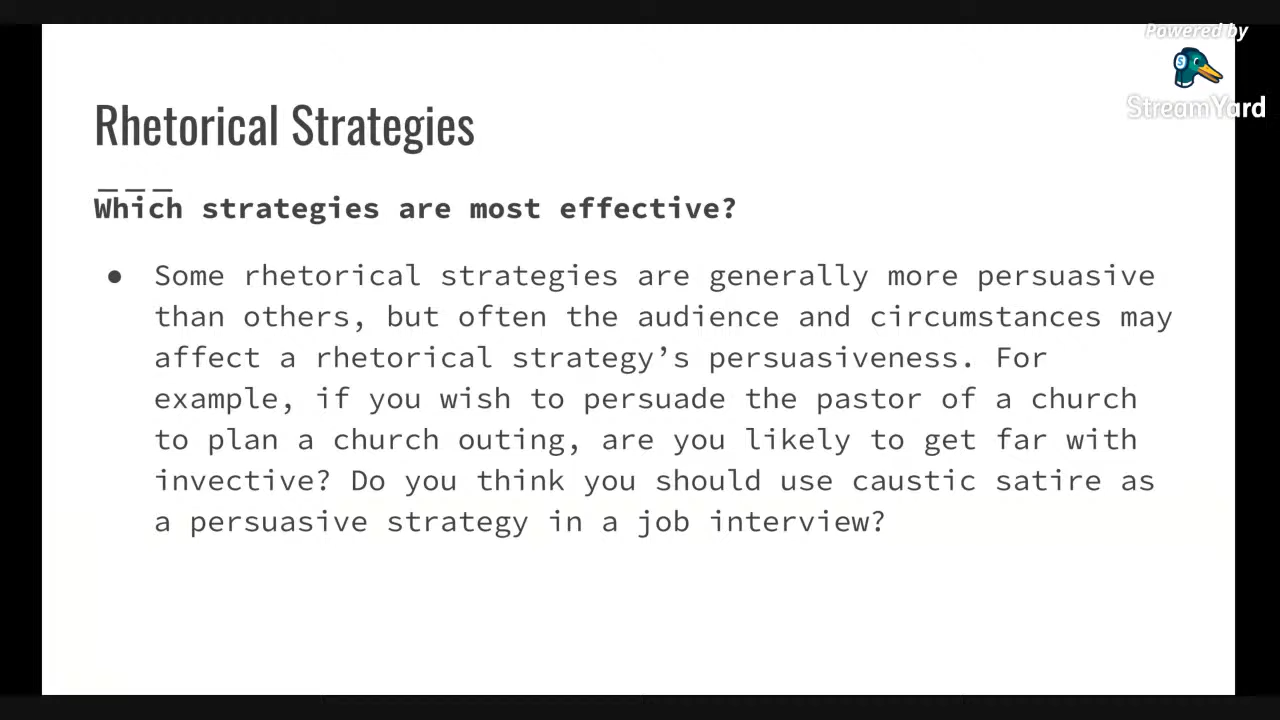 Powered by
StreamYard
Rhetorical Strategies
Which strategies are most effective?
● Some rhetorical strategies are generally more persuasive
than others, but often the audience and circumstances may
affect a rhetorical strategy’s persuasiveness. For
example, if you wish to persuade the pastor of a church
to plan a church outing, are you likely to get far with
invective? Do you think you should use caustic satire as
a persuasive strategy in a job interview?